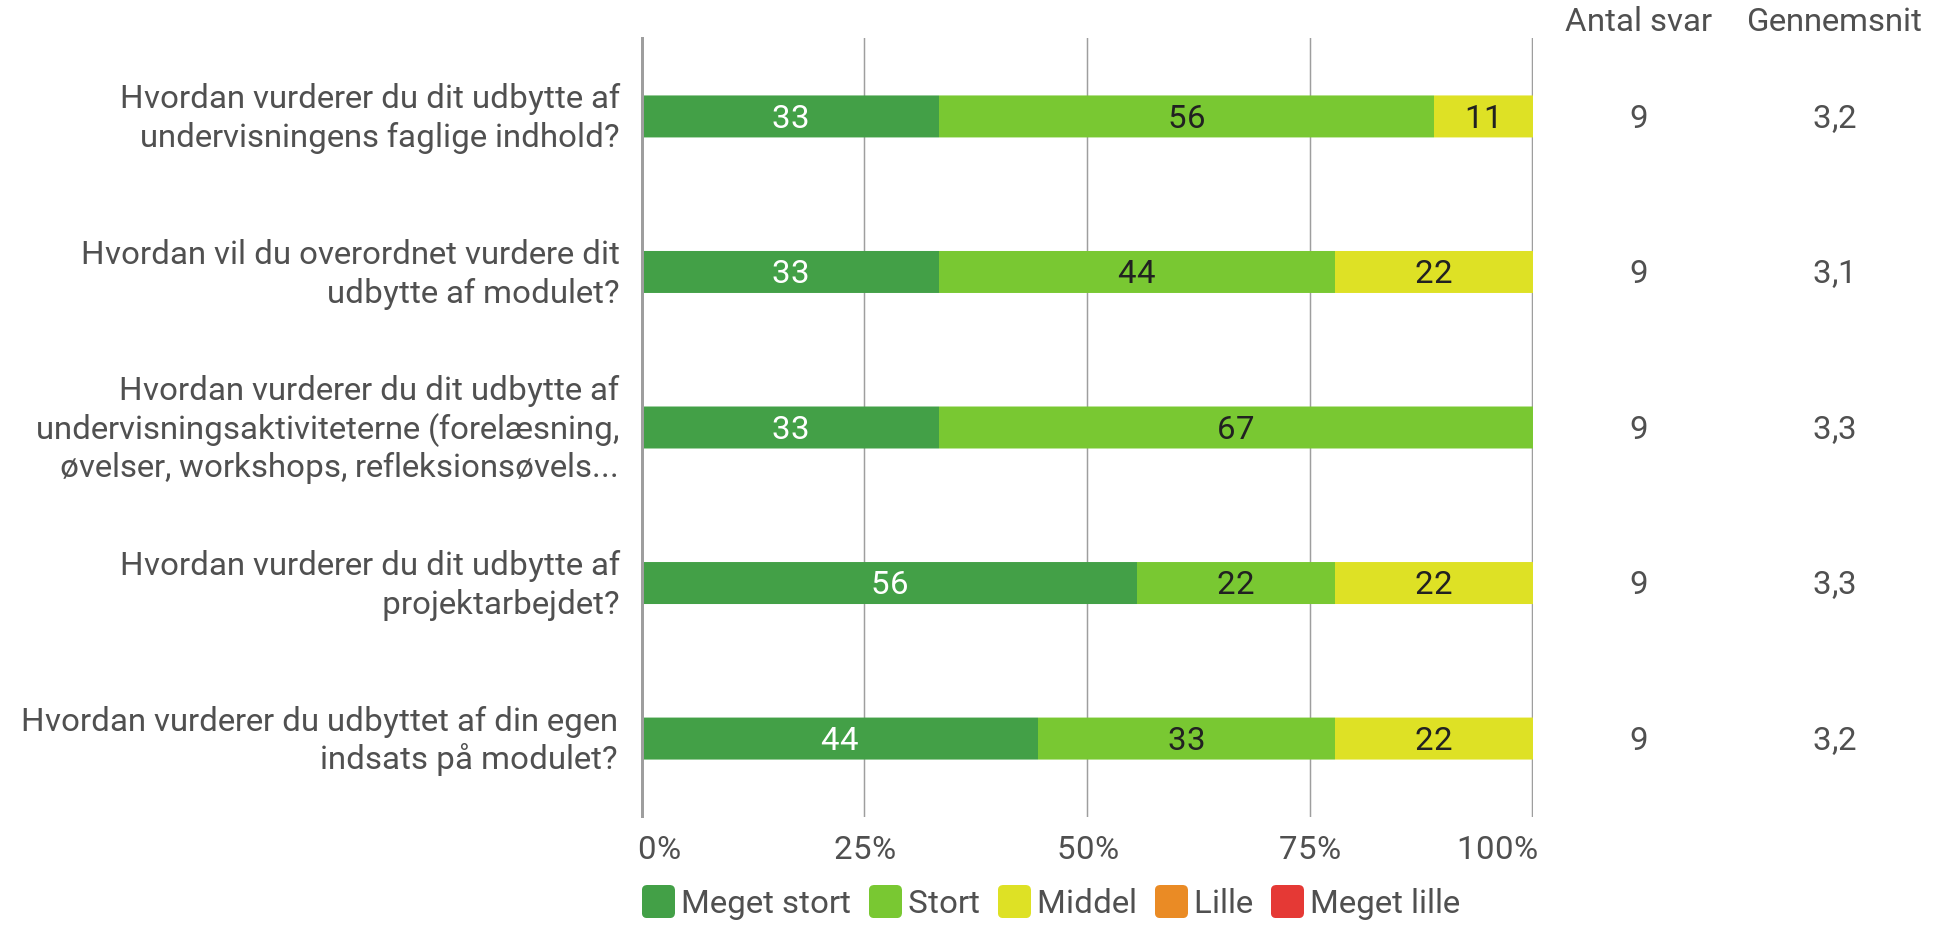 Antal svar Gennemsnit
Hvordan vurderer du dit udbytte af
undervisningens faglige indhold?
33 56 11 9 3,2
Hvordan vil du overordnet vurdere dit
udbytte af modulet?
33 44 22 9 3,1
Hvordan vurderer du dit udbytte af
undervisningsaktiviteterne (forelæsning,
øvelser, workshops, refleksionsøvels...
33 67 9 3,3
Hvordan vurderer du dit udbytte af
projektarbejdet?
56 22 22 9 3,3
Hvordan vurderer du udbyttet af din egen
indsats på modulet?
44 33 22 9 3,2
0% 25% 50% 75% 100%
Meget stort Stort Middel Lille Meget lille